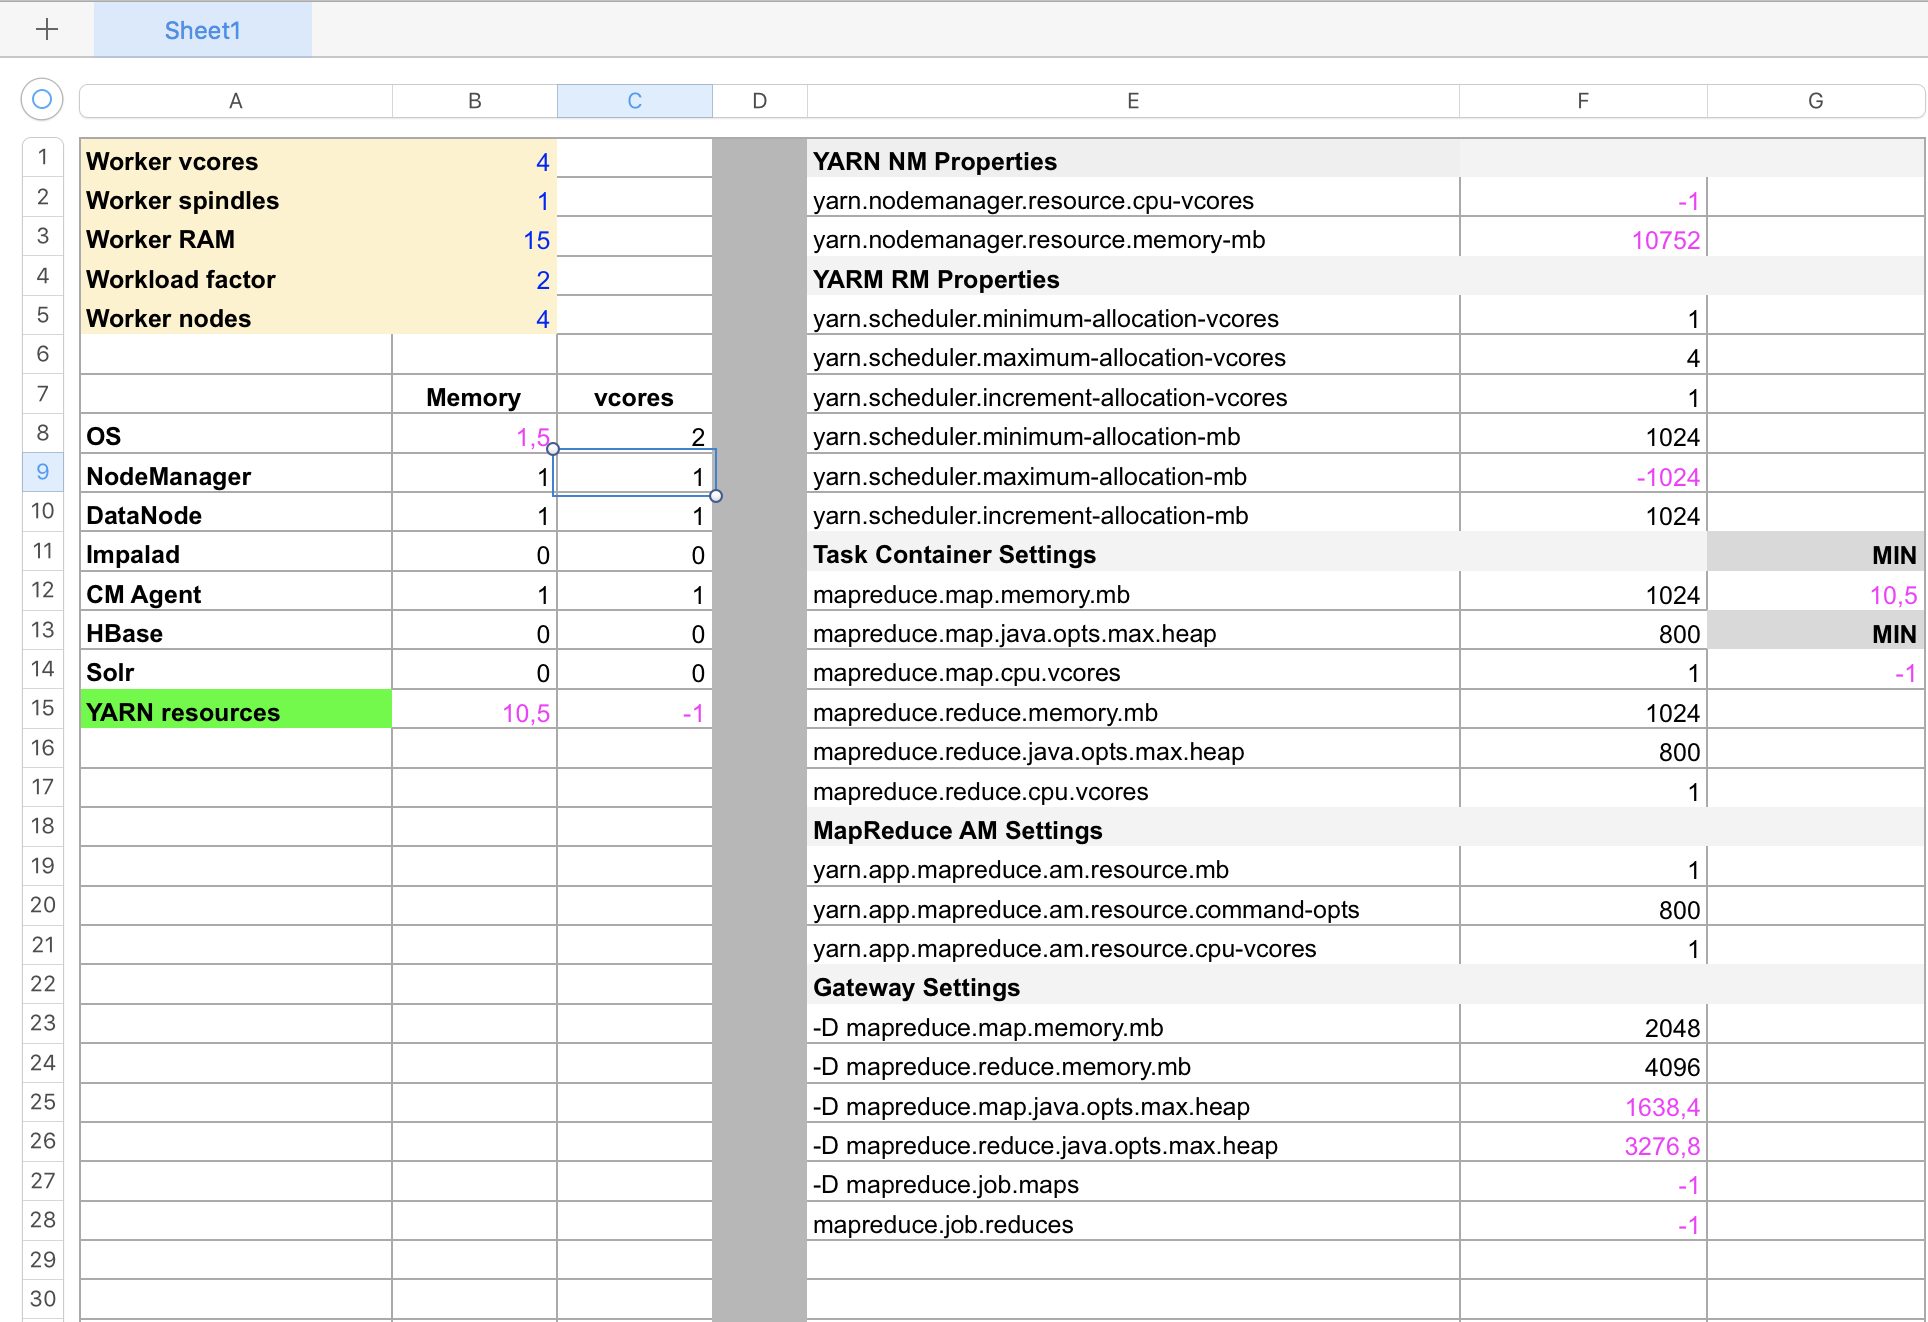 Sheet1
A B C D E F G
1 Worker vcores 4 YARN NM Properties
2 Worker spindles 1 yarn.nodemanager.resource.cpu-vcores -1
3 Worker RAM 15 yarn.nodemanager.resource.memory-mb 10752
4 Workload factor 2 YARM RM Properties
5 Worker nodes 4 yarn.scheduler.minimum-allocation-vcores 1
6 yarn.scheduler.maximum-allocation-vcores 4
7 Memory vcores yarn.scheduler.increment-allocation-vcores 1
8 OS 1,5 2 yarn.scheduler.minimum-allocation-mb 1024
9 NodeManager 1 1 yarn.scheduler.maximum-allocation-mb -1024
10 DataNode 1 1 yarn.scheduler.increment-allocation-mb 1024
11 Impalad 0 0 Task Container Settings MIN
12 CM Agent 1 1 mapreduce.map.memory.mb 1024 10,5
13 HBase 0 0 mapreduce.map.java.opts.max.heap 800 MIN
14 Solr 0 0 mapreduce.map.cpu.vcores 1 -1
15 YARN resources 10,5 -1 mapreduce.reduce.memory.mb 1024
16 mapreduce.reduce.java.opts.max.heap 800
17 mapreduce.reduce.cpu.vcores 1
18 MapReduce AM Settings
19 yarn.app.mapreduce.am.resource.mb 1
20 yarn.app.mapreduce.am.resource.command-opts 800
21 yarn.app.mapreduce.am.resource.cpu-vcores 1
22 Gateway Settings
23 -D mapreduce.map.memory.mb 2048
24 -D mapreduce.reduce.memory.mb 4096
25 -D mapreduce.map.java.opts.max.heap 1638,4
26 -D mapreduce.reduce.java.opts.max.heap 3276,8
27 -D mapreduce.job.maps -1
28 mapreduce.job.reduces -1
29
30